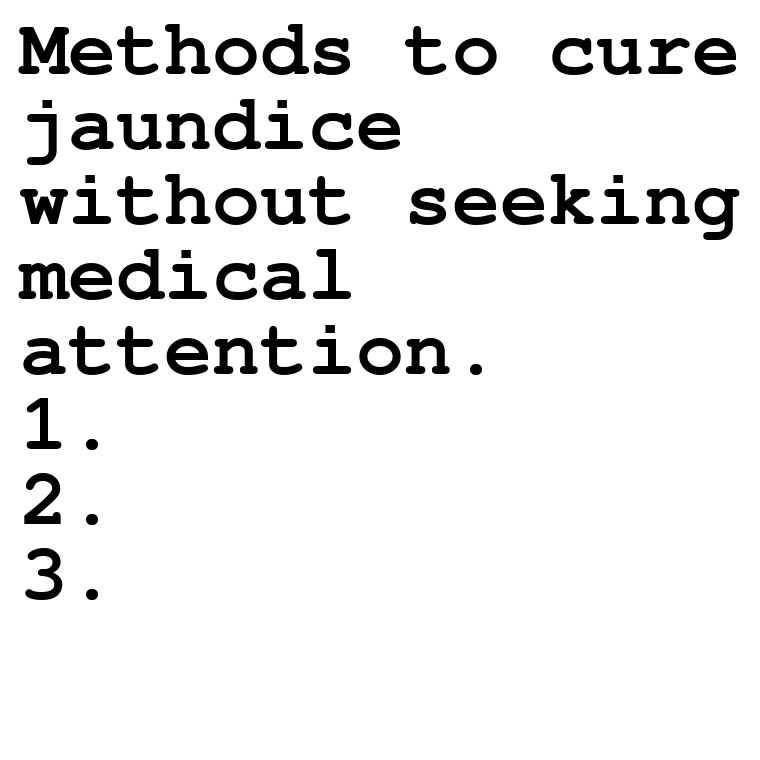 Methods to cure
jaundice
without seeking
medical
attention.
1.
2.
3.